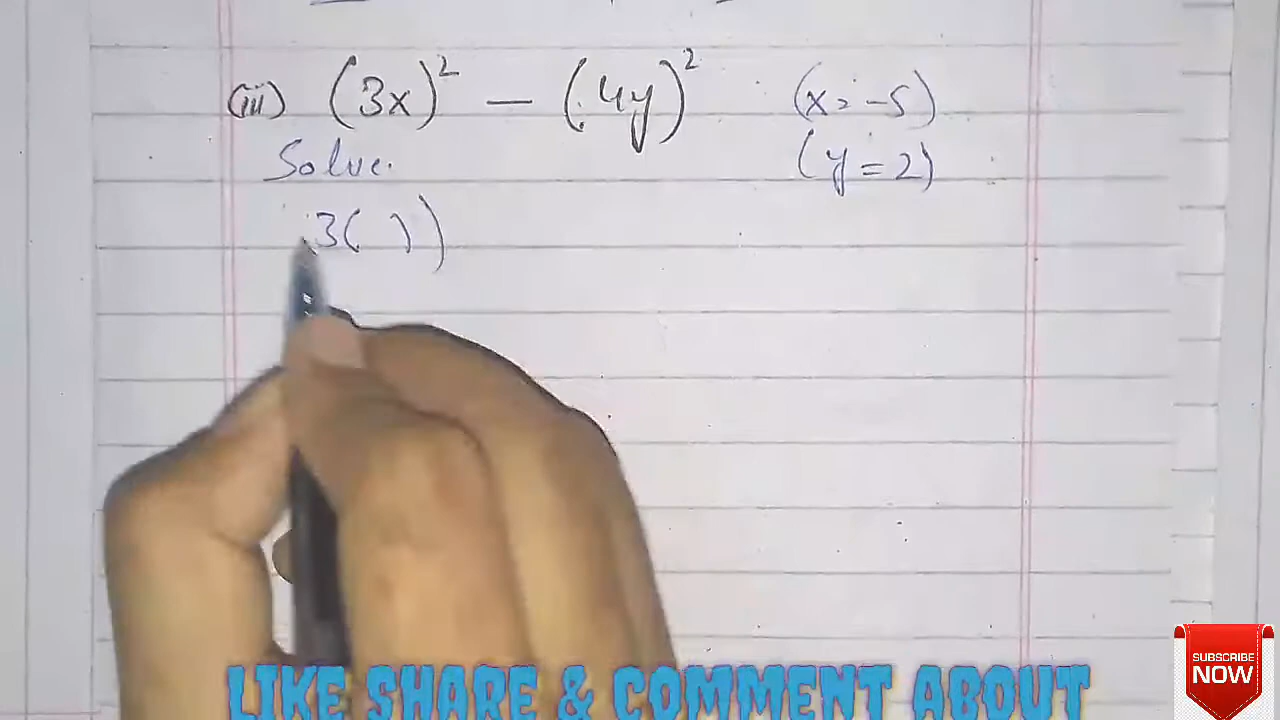 (iii) (3x)² — (4y)² (x = -5)
Solve. (y = 2)
3( ))
SUBSCRIBE
NOW
LIKE SHARE & COMMENT ABOUT